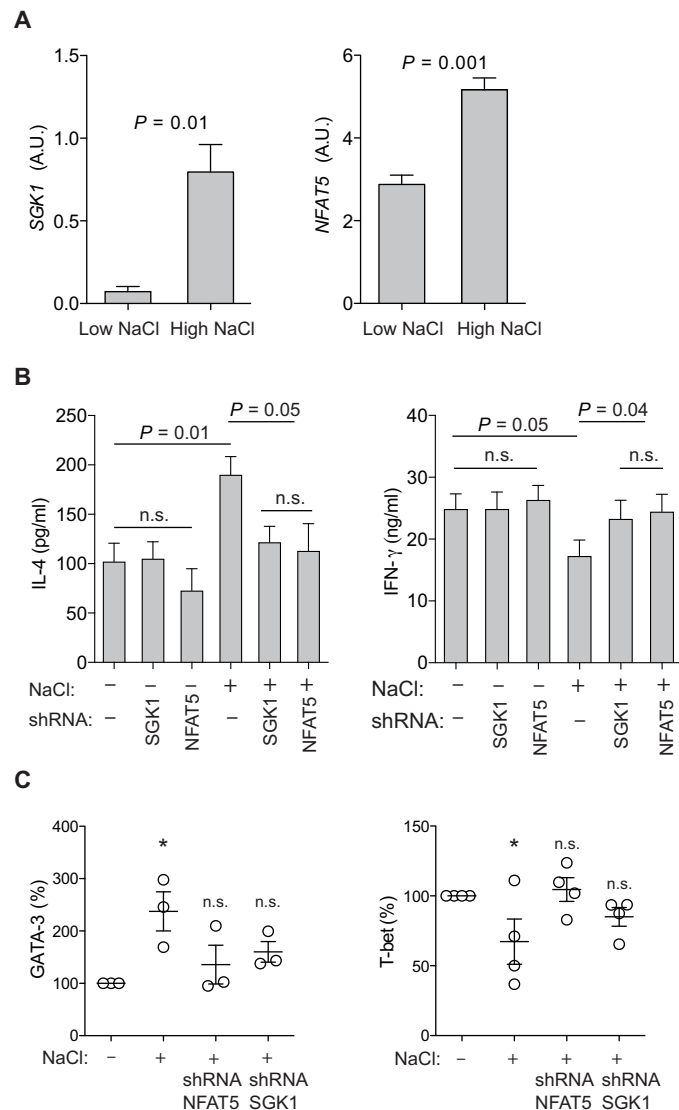 A
P = 0.01
P = 0.001
1.5
1.0
0.5
0.0
SGK1 (A.U.)
Low NaCl High NaCl
6
4
2
0
NFAT5 (A.U.)
Low NaCl High NaCl
B
250
200
150
100
50
0
IL-4 (pg/ml)
P = 0.01
P = 0.05
n.s.
n.s.
NaCl: – – – + + +
shRNA: – SGK1 NFAT5 – SGK1 NFAT5
40
30
20
10
0
IFN-γ (ng/ml)
P = 0.05
P = 0.04
n.s.
n.s.
NaCl: – – – + + +
shRNA: – SGK1 NFAT5 – SGK1 NFAT5
C
400
300
200
100
0
GATA-3 (%)
*
n.s.
n.s.
NaCl: – + + +
shRNA shRNA
NFAT5 SGK1
150
100
50
0
T-bet (%)
*
n.s.
n.s.
NaCl: – + + +
shRNA shRNA
NFAT5 SGK1